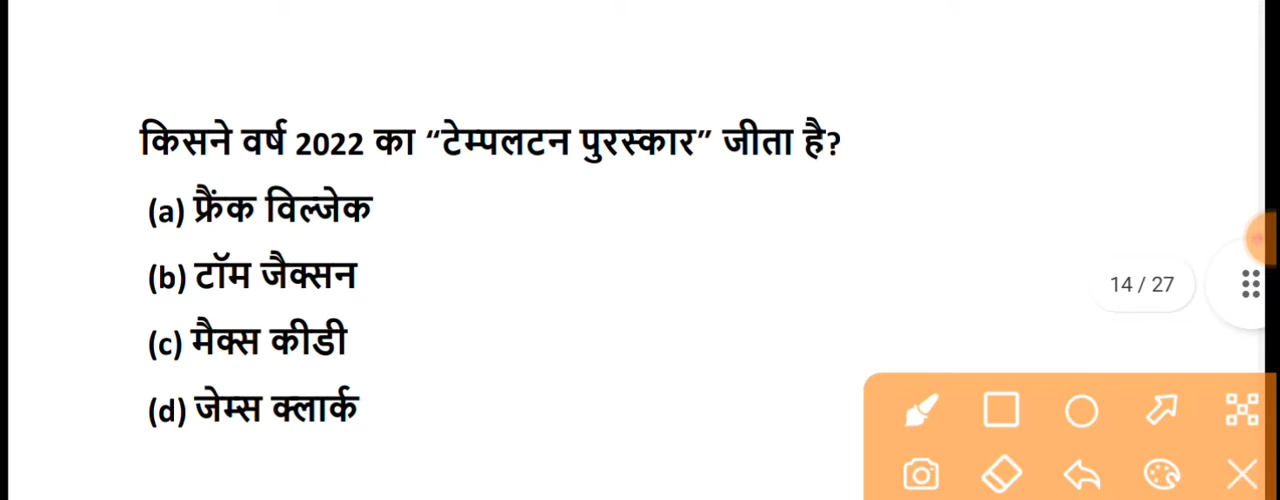 किसने वर्ष 2022 का “टेम्पलटन पुरस्कार” जीता है?
(a) फ्रैंक विल्जेक
(b) टॉम जैक्सन
(c) मैक्स कीडी
(d) जेम्स क्लार्क
14 / 27